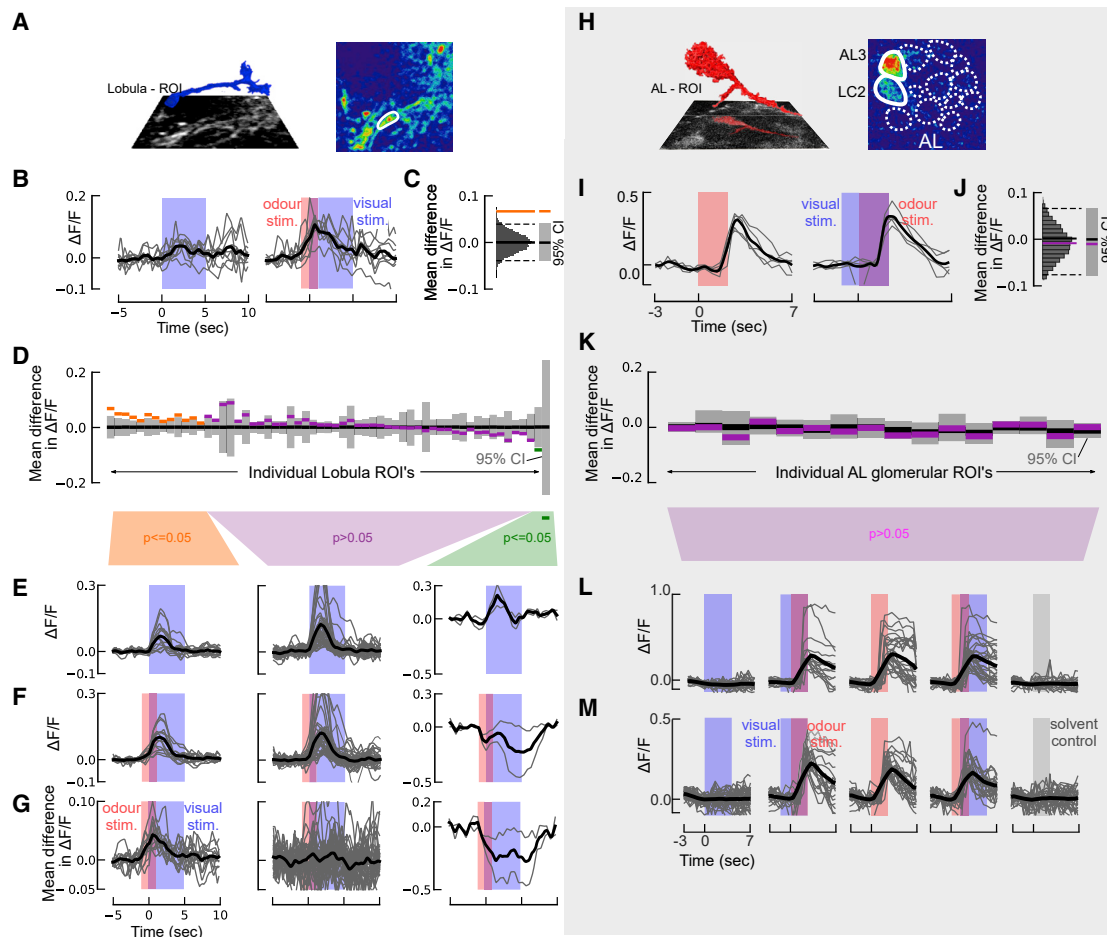 A
Lobula - ROI
B
0.2
0.0
−0.1
ΔF/F
odour
stim.
visual
stim.
−5
0
5
10
Time (sec)
C
0.1
0.0
−0.1
Mean difference
in ΔF/F
95% CI
D
0.2
0.0
−0.2
Mean difference
in ΔF/F
95% CI
Individual Lobula ROI's
p<=0.05
p>0.05
p<=0.05
E
ΔF/F
0.3
0.0
−0.1
0.3
0.0
−0.5
F
ΔF/F
0.3
0.0
−0.1
0.0
−0.5
G
Mean difference
in ΔF/F
0.10
0.0
0.05
odour
stim.
visual
stim.
0.2
0.0
−0.5
−5
0
5
10
Time (sec)
H
AL - ROI
AL3
LC2
AL
I
0.5
0.0
ΔF/F
visual
stim.
odour
stim.
-3
0
7
Time (sec)
J
0.1
0.0
−0.1
Mean difference
in ΔF/F
95% CI
K
0.2
0.0
−0.2
Mean difference
in ΔF/F
95% CI
Individual AL glomerular ROI's
p>0.05
L
1.0
0.0
ΔF/F
M
0.5
0.0
ΔF/F
visual
stim.
odour
stim.
solvent
control
-3
0
7
Time (sec)